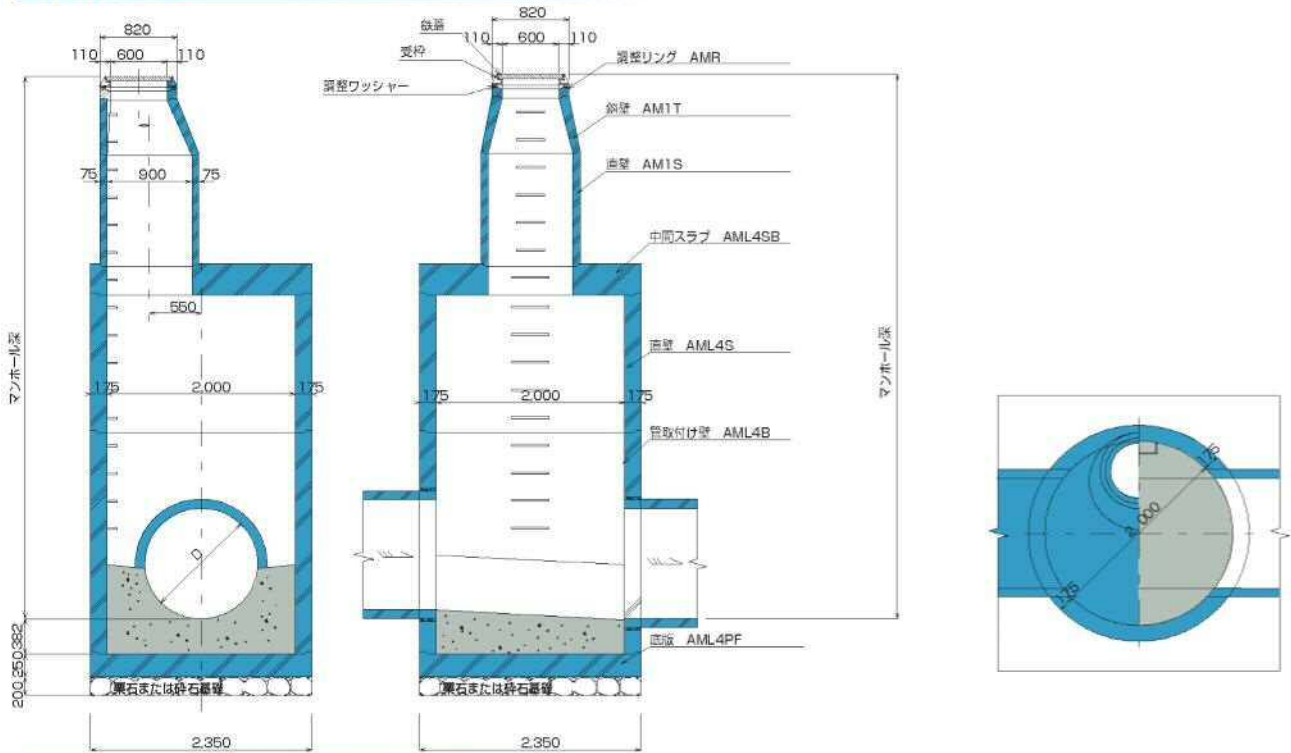 820
110 600 110
75 900 75
550
175 2,000 175
D
マンホール深
382
250
200
栗石または砕石基礎
2,350
820
110 600 110
鉄蓋
受枠
調整ワッシャー
調整リング AMR
斜壁 AM1T
直壁 AM1S
中間スラブ AML4SB
直壁 AML4S
175 2,000 175
管取付け壁 AML4B
底版 AML4PF
マンホール深
栗石または砕石基礎
2,350
175
2,000
175